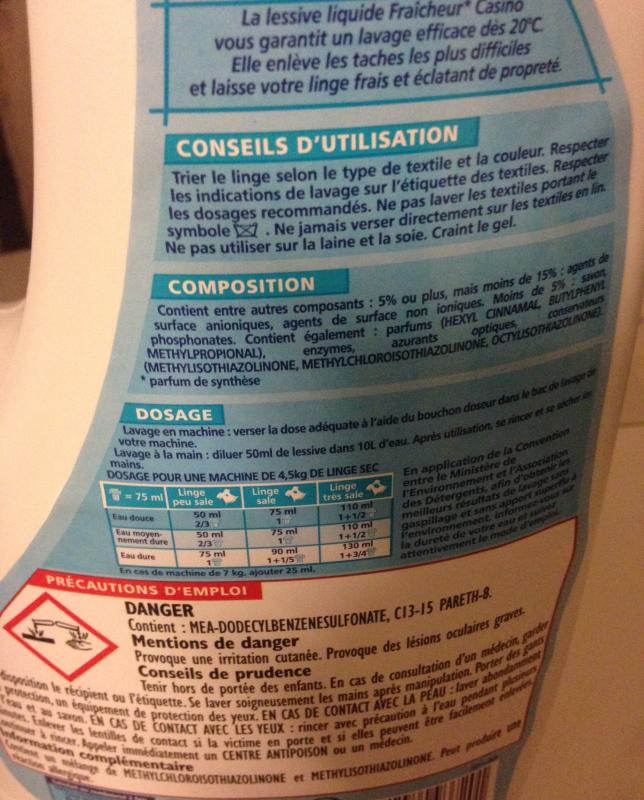 La lessive liquide Fraîcheur* Casino
vous garantit un lavage efficace dès 20°C.
Elle enlève les taches les plus difficiles
et laisse votre linge frais et éclatant de propreté.
CONSEILS D'UTILISATION
Trier le linge selon le type de textile et la couleur. Respecter
les indications de lavage sur l'étiquette des textiles. Respecter
les dosages recommandés. Ne pas laver les textiles portant le
symbole . Ne jamais verser directement sur les textiles en lin.
Ne pas utiliser sur la laine et la soie. Craint le gel.
COMPOSITION
Contient entre autres composants : 5% ou plus, mais moins de 15% : agents de
surface anioniques, agents de surface non ioniques. Moins de 5% : savon,
phosphonates. Contient également : parfums (HEXYL CINNAMAL, BUTYLPHENYL
METHYLPROPIONAL), enzymes, azurants optiques, conservateurs
(METHYLISOTHIAZOLINONE, METHYLCHLOROISOTHIAZOLINONE, OCTYLISOTHIAZOLINONE).
* parfum de synthèse
DOSAGE
Lavage en machine : verser la dose adéquate à l'aide du bouchon doseur dans le bac de lavage de
votre machine.
Lavage à la main : diluer 50ml de lessive dans 10L d'eau. Après utilisation, se rincer et se sécher les
mains.
DOSAGE POUR UNE MACHINE DE 4,5kg DE LINGE SEC
= 75 ml Linge peu sale Linge sale Linge très sale
Eau douce 50 ml 2/3 75 ml 1 110 ml 1+1/2
Eau moyen-nement dure 50 ml 2/3 75 ml 1 110 ml 1+1/2
Eau dure 75 ml 1 90 ml 1+1/5 130 ml 1+3/4
En cas de machine de 7 kg, ajouter 25 ml.
En application de la Convention
entre le Ministère de
l'Environnement et l'Association
des Détergents, afin d'obtenir les
meilleurs résultats de lavage sans
gaspillage et sans apport superflu à
l'environnement, informez vous sur
la dureté de votre eau et suivez
attentivement le mode d'emploi.
PRÉCAUTIONS D'EMPLOI
DANGER
Contient : MEA-DODECYLBENZENESULFONATE, C13-15 PARETH-8.
Mentions de danger
Provoque une irritation cutanée. Provoque des lésions oculaires graves.
Conseils de prudence
Tenir hors de portée des enfants. En cas de consultation d'un médecin, garder
disposition le récipient ou l'étiquette. Se laver soigneusement les mains après manipulation. Porter des gants
protection, un équipement de protection des yeux. EN CAS DE CONTACT AVEC LA PEAU : laver abondamment
l'eau et au savon. EN CAS DE CONTACT AVEC LES YEUX : rincer avec précaution à l'eau pendant plusieurs
Enlever les lentilles de contact si la victime en porte et si elles peuvent être facilement enlevées.
à rincer. Appeler immédiatement un CENTRE ANTIPOISON ou un médecin.
Information complémentaire
Contient un mélange de METHYLCHLOROISOTHIAZOLINONE et METHYLISOTHIAZOLINONE. Peut produire une
réaction allergique.